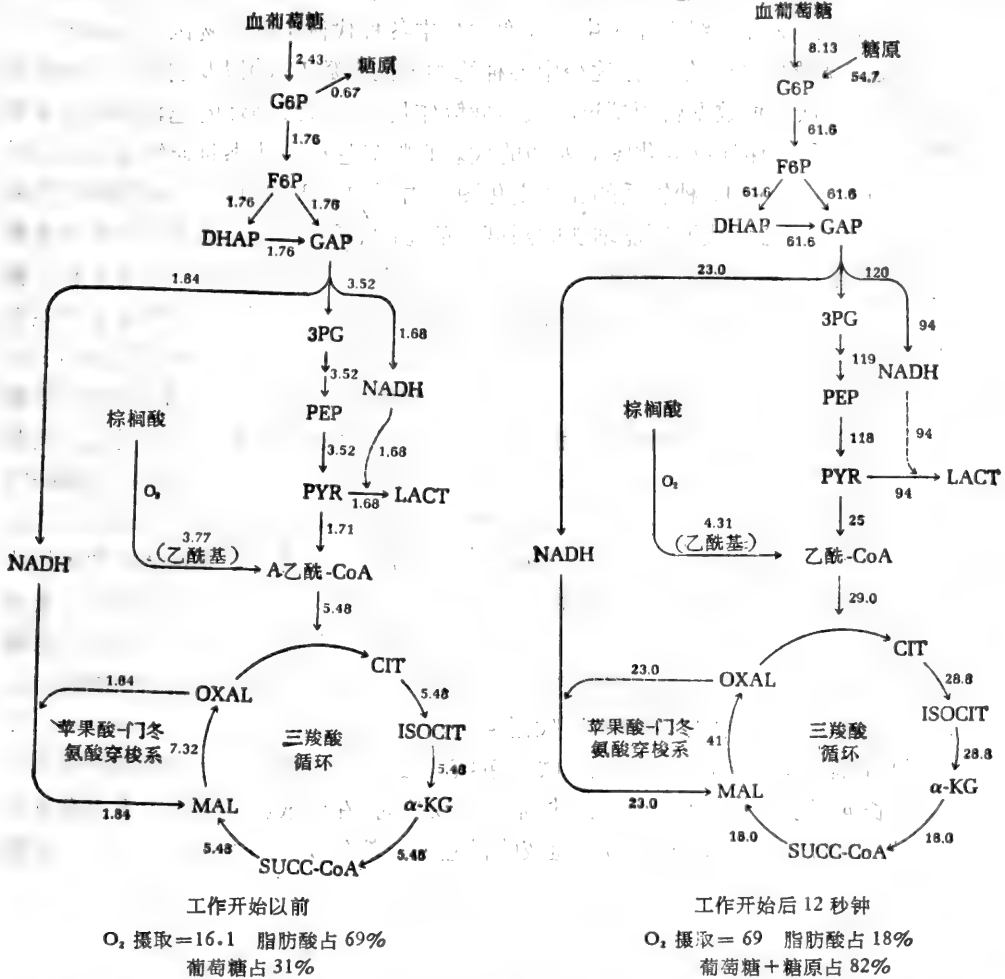 血葡萄糖
2.43
糖原
0.67
G6P
1.76
F6P
1.76
1.76
DHAP
GAP
1.76
1.84
3.52
3PG
1.68
3.52
NADH
棕榈酸
PEP
3.52
1.68
O₂
PYR
LACT
1.68
1.71
3.77
(乙酰基)
NADH
A乙酰-CoA
5.48
CIT
1.84
OXAL
5.48
苹果酸-门冬
氨酸穿梭系
7.32
三羧酸
循环
ISOCIT
5.48
MAL
α-KG
1.84
5.48
5.48
SUCC-CoA
工作开始以前
O₂ 摄取=16.1 脂肪酸占 69%
葡萄糖占 31%
血葡萄糖
8.13
糖原
54.7
G6P
61.6
F6P
61.6
61.6
DHAP
GAP
61.6
23.0
120
3PG
94
119
NADH
棕榈酸
PEP
118
94
O₂
PYR
LACT
94
25
4.31
(乙酰基)
NADH
乙酰-CoA
29.0
CIT
23.0
OXAL
28.8
ISOCIT
苹果酸-门冬
氨酸穿梭系
41
三羧酸
循环
28.8
MAL
α-KG
23.0
18.0
18.0
SUCC-CoA
工作开始后 12 秒钟
O₂ 摄取= 69 脂肪酸占 18%
葡萄糖+糖原占 82%